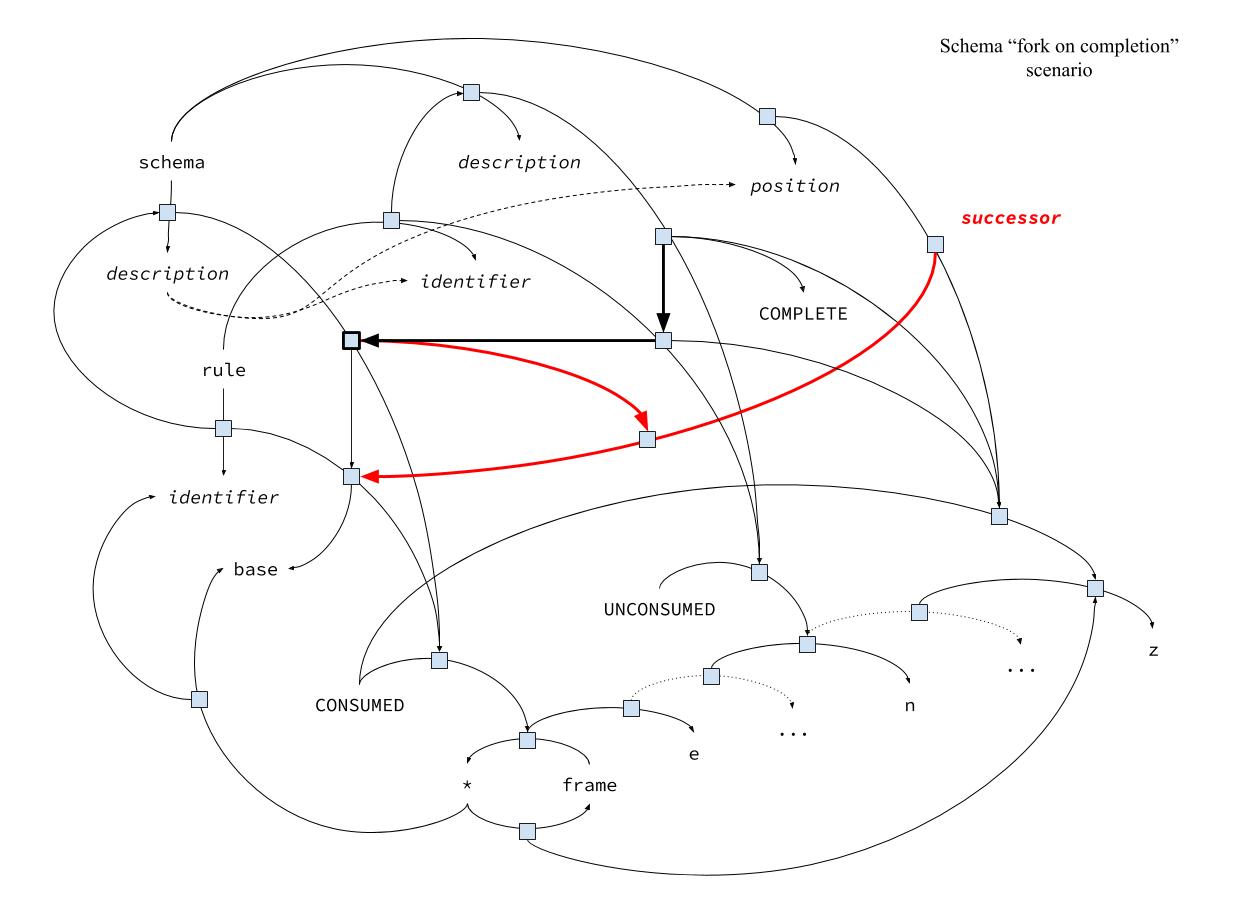 Schema “fork on completion”
scenario
schema
description
position
successor
description
identifier
COMPLETE
rule
identifier
base
UNCONSUMED
z
...
CONSUMED
n
...
e
*
frame